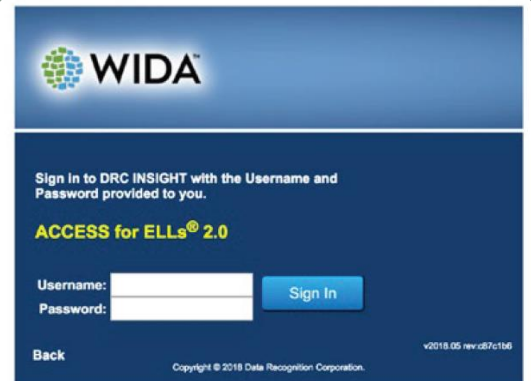 WIDA™
Sign in to DRC INSIGHT with the Username and
Password provided to you.
ACCESS for ELLs® 2.0
Username:
Sign In
Password:
v2018.05 rev:c87c1b6
Back
Copyright © 2018 Data Recognition Corporation.